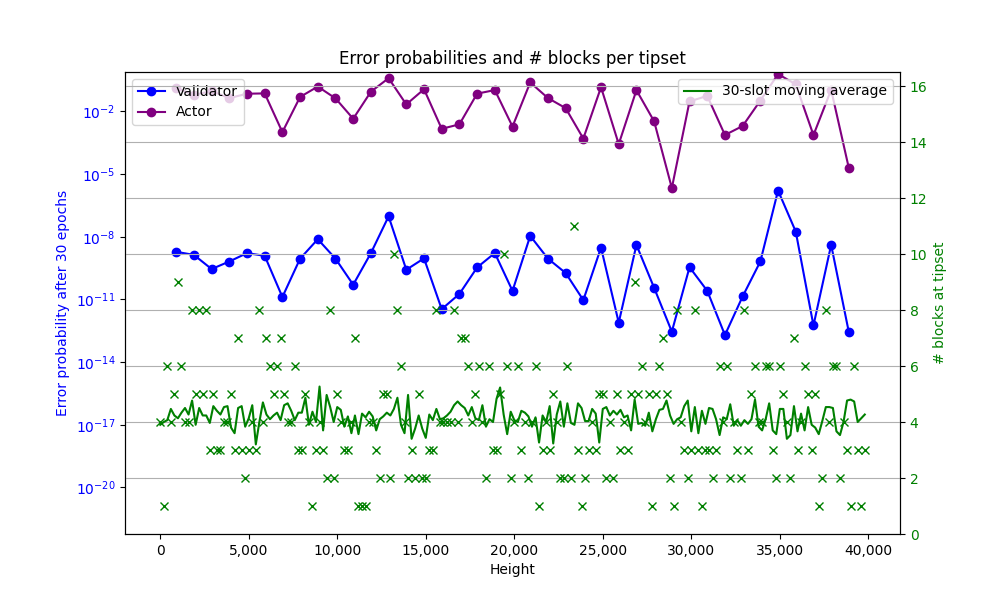 Error probabilities and # blocks per tipset
Validator
Actor
30-slot moving average
Error probability after 30 epochs
10⁻²
10⁻⁵
10⁻⁸
10⁻¹¹
10⁻¹⁴
10⁻¹⁷
10⁻²⁰
# blocks at tipset
16
14
12
10
8
6
4
2
0
0 5,000 10,000 15,000 20,000 25,000 30,000 35,000 40,000
Height